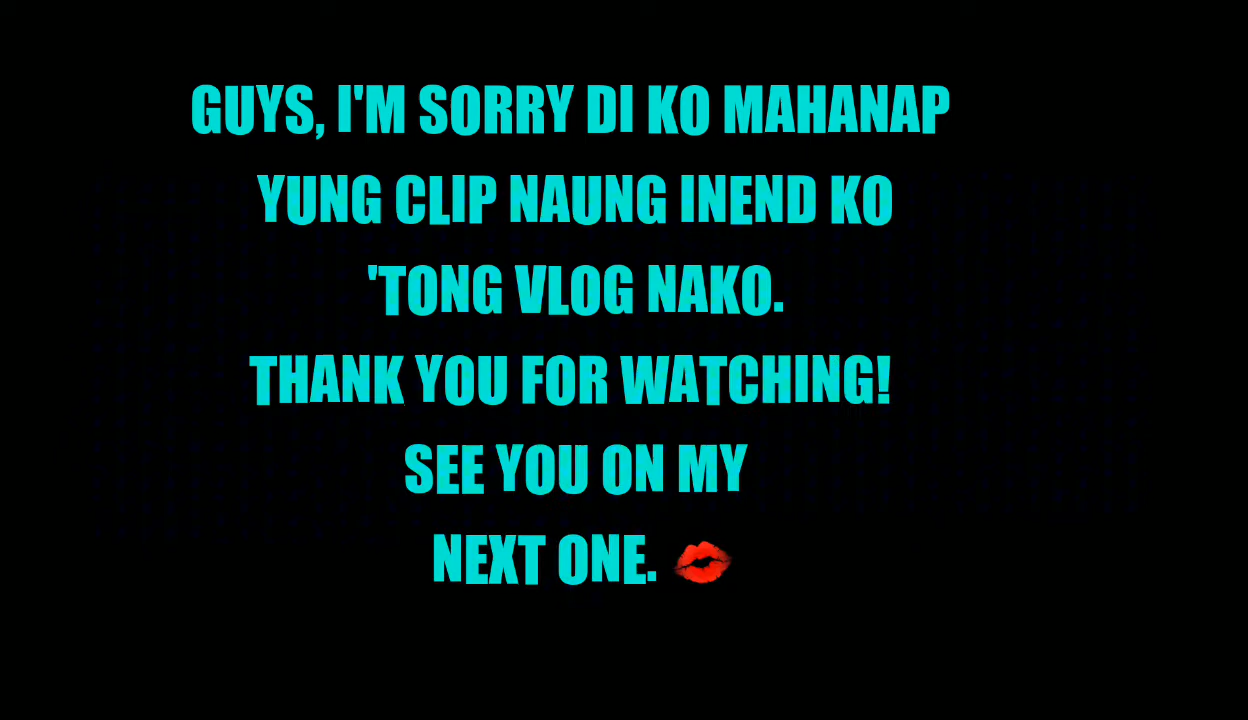 GUYS, I'M SORRY DI KO MAHANAP
YUNG CLIP NAUNG INEND KO
'TONG VLOG NAKO.
THANK YOU FOR WATCHING!
SEE YOU ON MY
NEXT ONE. 💋